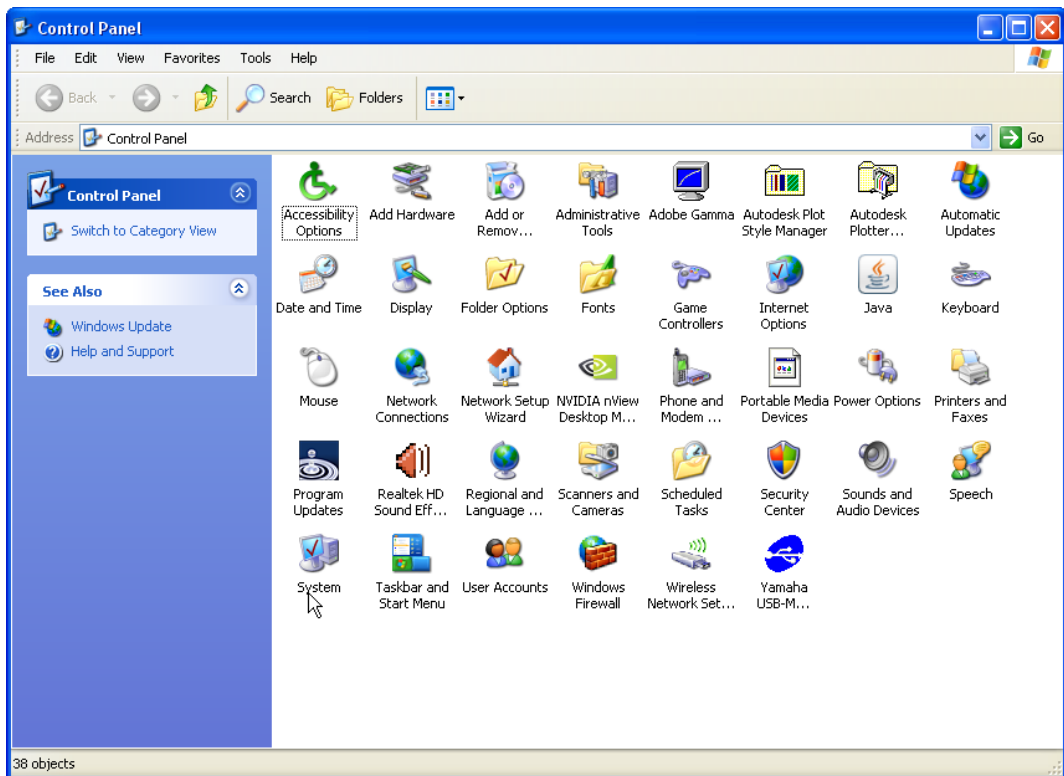 Control Panel
File Edit View Favorites Tools Help
Back Search Folders
Address Control Panel Go
Control Panel
Switch to Category View
See Also
Windows Update
Help and Support
Accessibility Options
Add Hardware
Add or Remov...
Administrative Tools
Adobe Gamma
Autodesk Plot Style Manager
Autodesk Plotter...
Automatic Updates
Date and Time
Display
Folder Options
Fonts
Game Controllers
Internet Options
Java
Keyboard
Mouse
Network Connections
Network Setup Wizard
NVIDIA nView Desktop M...
Phone and Modem ...
Portable Media Devices
Power Options
Printers and Faxes
Program Updates
Realtek HD Sound Eff...
Regional and Language ...
Scanners and Cameras
Scheduled Tasks
Security Center
Sounds and Audio Devices
Speech
System
Taskbar and Start Menu
User Accounts
Windows Firewall
Wireless Network Set...
Yamaha USB-M...
38 objects